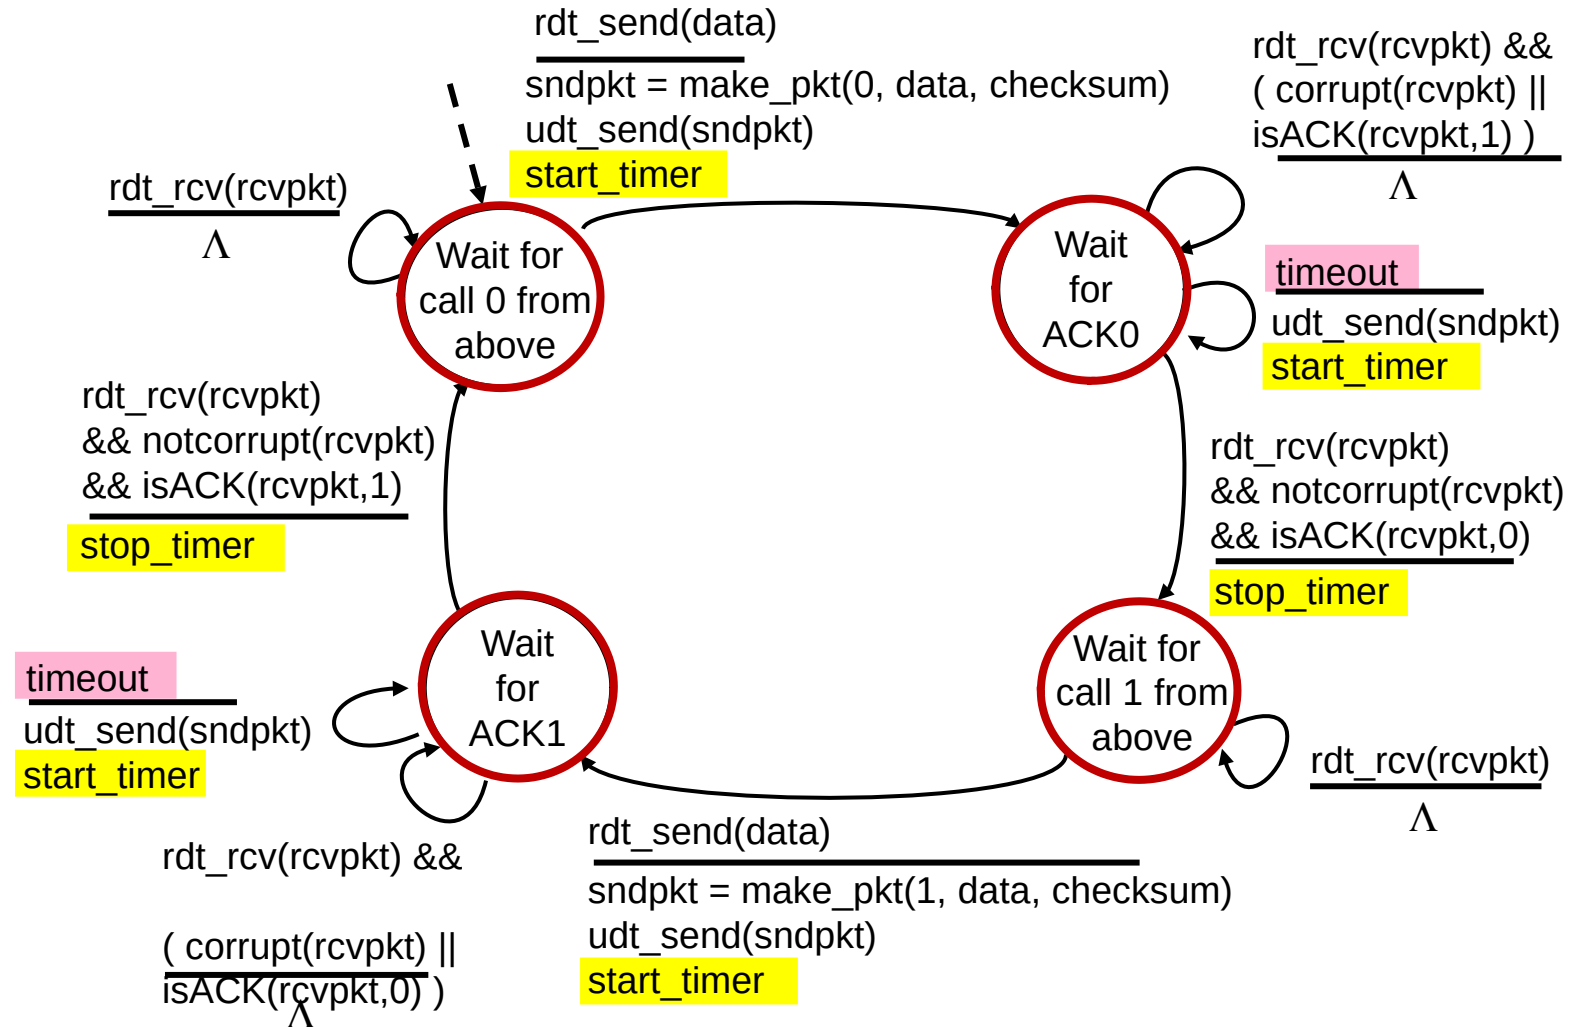 rdt_send(data)
sndpkt = make_pkt(0, data, checksum)
udt_send(sndpkt)
start_timer
rdt_rcv(rcvpkt) &&
( corrupt(rcvpkt) ||
isACK(rcvpkt,1) )
Λ
rdt_rcv(rcvpkt)
Λ
Wait for
call 0 from
above
Wait
for
ACK0
timeout
udt_send(sndpkt)
start_timer
rdt_rcv(rcvpkt)
&& notcorrupt(rcvpkt)
&& isACK(rcvpkt,1)
stop_timer
rdt_rcv(rcvpkt)
&& notcorrupt(rcvpkt)
&& isACK(rcvpkt,0)
stop_timer
Wait
for
ACK1
Wait for
call 1 from
above
timeout
udt_send(sndpkt)
start_timer
rdt_rcv(rcvpkt)
Λ
rdt_rcv(rcvpkt) &&
( corrupt(rcvpkt) ||
isACK(rcvpkt,0) )
Λ
rdt_send(data)
sndpkt = make_pkt(1, data, checksum)
udt_send(sndpkt)
start_timer